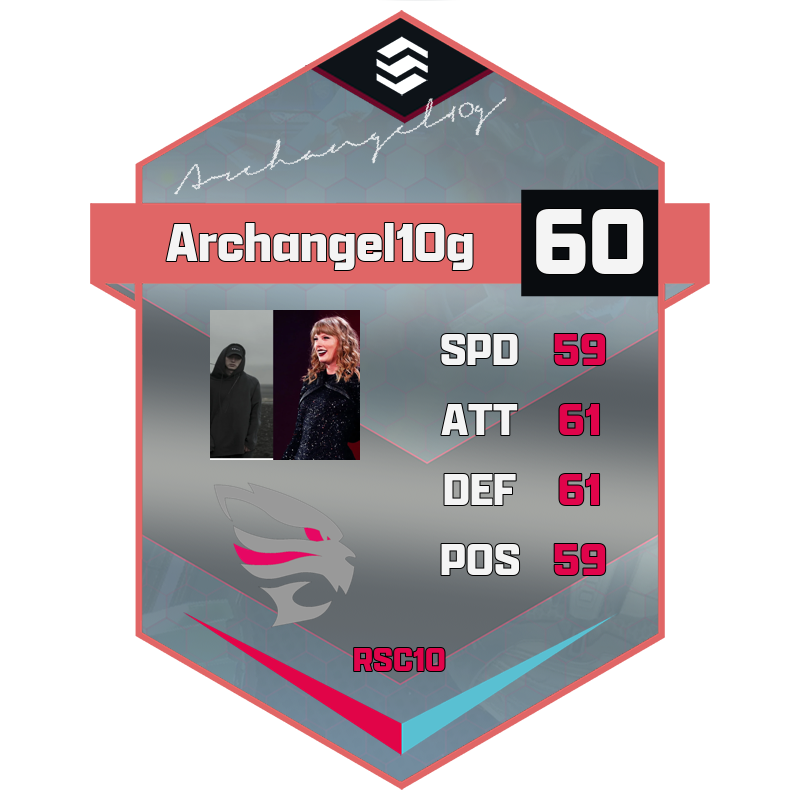 Archangel10g
Archangel10g 60
SPD 59
ATT 61
DEF 61
POS 59
RSC10